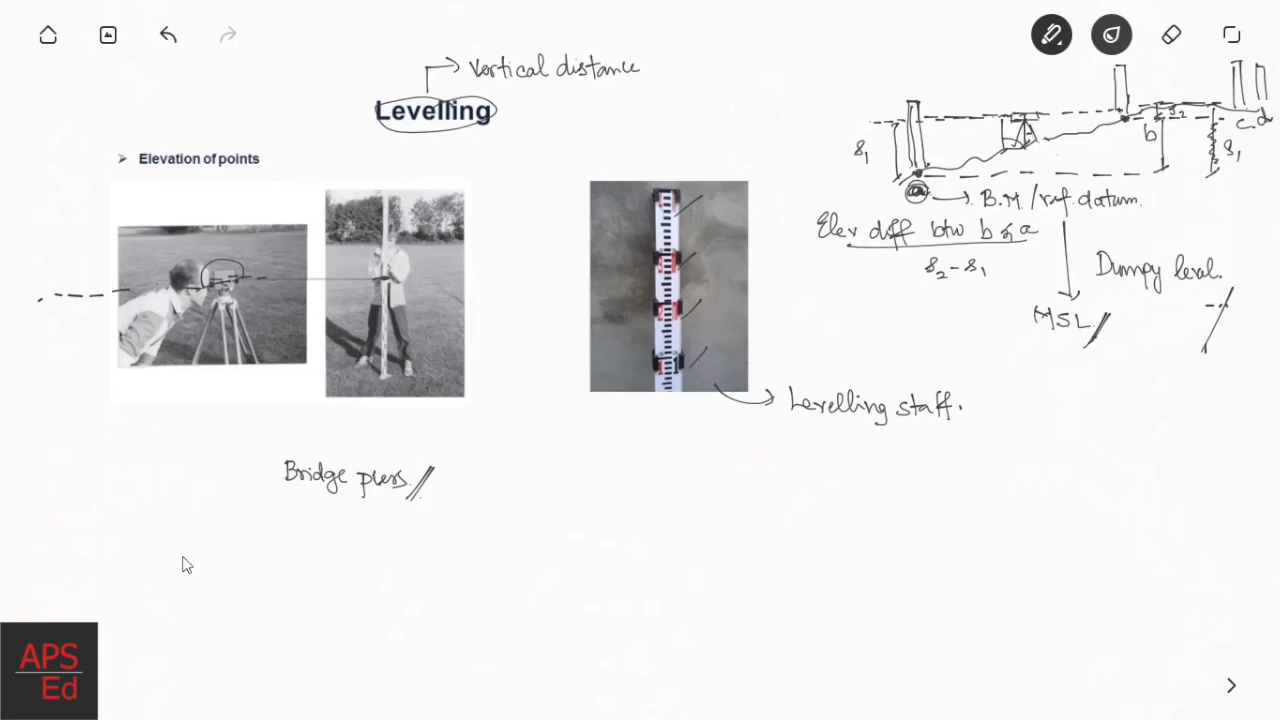 Vertical distance
Levelling
Elevation of points
S1
b
S2
c
d
S1
B.M /ref. datum.
Elev diff btw b & a
S2 - S1
Dumpy level.
MSL
Levelling staff.
Bridge piers
1
APS
Ed